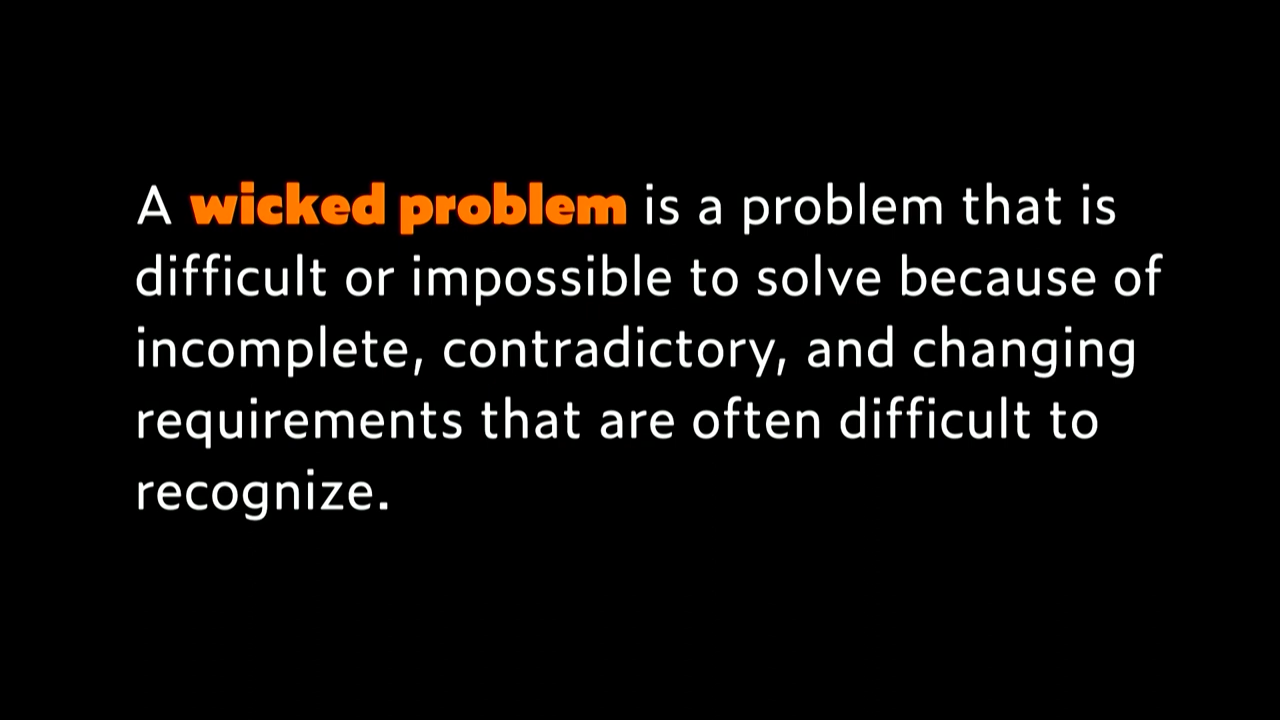 A wicked problem is a problem that is
difficult or impossible to solve because of
incomplete, contradictory, and changing
requirements that are often difficult to
recognize.